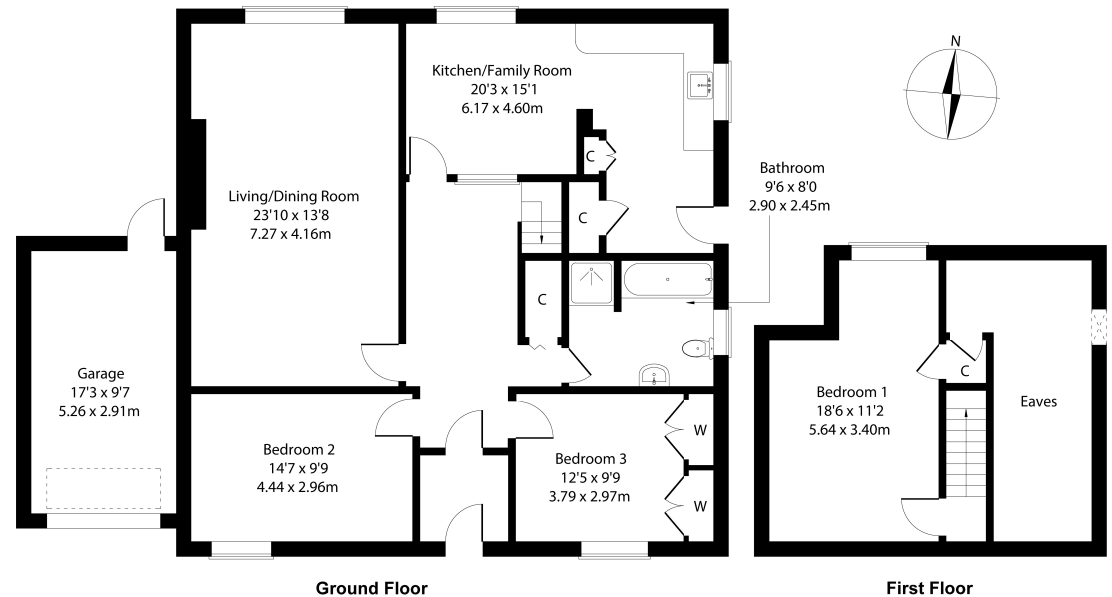 N
Kitchen/Family Room
20'3 x 15'1
6.17 x 4.60m
C
Bathroom
9'6 x 8'0
2.90 x 2.45m
Living/Dining Room
23'10 x 13'8
7.27 x 4.16m
C
C
Garage
17'3 x 9'7
5.26 x 2.91m
C
Bedroom 1
18'6 x 11'2
5.64 x 3.40m
Eaves
Bedroom 2
14'7 x 9'9
4.44 x 2.96m
Bedroom 3
12'5 x 9'9
3.79 x 2.97m
W
W
Ground Floor
First Floor